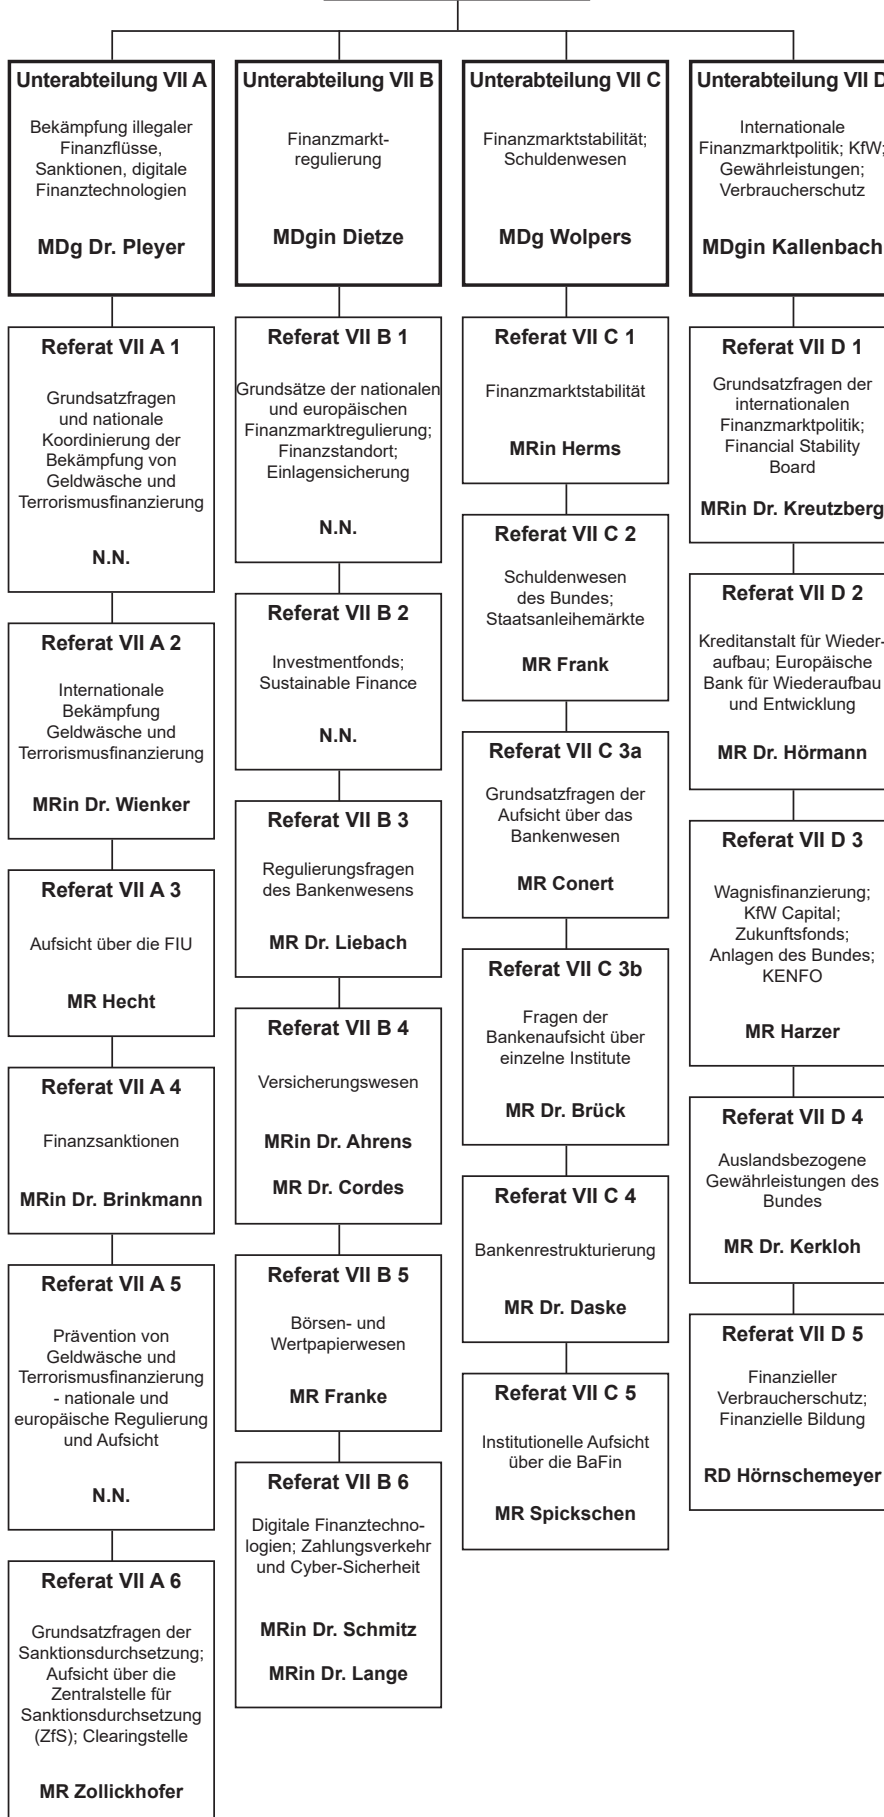 Unterabteilung VII A
Bekämpfung illegaler
Finanzflüsse,
Sanktionen, digitale
Finanztechnologien
MDg Dr. Pleyer
Referat VII A 1
Grundsatzfragen
und nationale
Koordinierung der
Bekämpfung von
Geldwäsche und
Terrorismusfinanzierung
N.N.
Referat VII A 2
Internationale
Bekämpfung
Geldwäsche und
Terrorismusfinanzierung
MRin Dr. Wienker
Referat VII A 3
Aufsicht über die FIU
MR Hecht
Referat VII A 4
Finanzsanktionen
MRin Dr. Brinkmann
Referat VII A 5
Prävention von
Geldwäsche und
Terrorismusfinanzierung
- nationale und
europäische Regulierung
und Aufsicht
N.N.
Referat VII A 6
Grundsatzfragen der
Sanktionsdurchsetzung;
Aufsicht über die
Zentralstelle für
Sanktionsdurchsetzung
(ZfS); Clearingstelle
MR Zollickhofer
Unterabteilung VII B
Finanzmarkt-
regulierung
MDgin Dietze
Referat VII B 1
Grundsätze der nationalen
und europäischen
Finanzmarktregulierung;
Finanzstandort;
Einlagensicherung
N.N.
Referat VII B 2
Investmentfonds;
Sustainable Finance
N.N.
Referat VII B 3
Regulierungsfragen
des Bankenwesens
MR Dr. Liebach
Referat VII B 4
Versicherungswesen
MRin Dr. Ahrens
MR Dr. Cordes
Referat VII B 5
Börsen- und
Wertpapierwesen
MR Franke
Referat VII B 6
Digitale Finanztechno-
logien; Zahlungsverkehr
und Cyber-Sicherheit
MRin Dr. Schmitz
MRin Dr. Lange
Unterabteilung VII C
Finanzmarktstabilität;
Schuldenwesen
MDg Wolpers
Referat VII C 1
Finanzmarktstabilität
MRin Herms
Referat VII C 2
Schuldenwesen
des Bundes;
Staatsanleihemärkte
MR Frank
Referat VII C 3a
Grundsatzfragen der
Aufsicht über das
Bankenwesen
MR Conert
Referat VII C 3b
Fragen der
Bankenaufsicht über
einzelne Institute
MR Dr. Brück
Referat VII C 4
Bankenrestrukturierung
MR Dr. Daske
Referat VII C 5
Institutionelle Aufsicht
über die BaFin
MR Spickschen
Unterabteilung VII D
Internationale
Finanzmarktpolitik; KfW;
Gewährleistungen;
Verbraucherschutz
MDgin Kallenbach
Referat VII D 1
Grundsatzfragen der
internationalen
Finanzmarktpolitik;
Financial Stability
Board
MRin Dr. Kreutzberg
Referat VII D 2
Kreditanstalt für Wieder-
aufbau; Europäische
Bank für Wiederaufbau
und Entwicklung
MR Dr. Hörmann
Referat VII D 3
Wagnisfinanzierung;
KfW Capital;
Zukunftsfonds;
Anlagen des Bundes;
KENFO
MR Harzer
Referat VII D 4
Auslandsbezogene
Gewährleistungen des
Bundes
MR Dr. Kerkloh
Referat VII D 5
Finanzieller
Verbraucherschutz;
Finanzielle Bildung
RD Hörnschemeyer